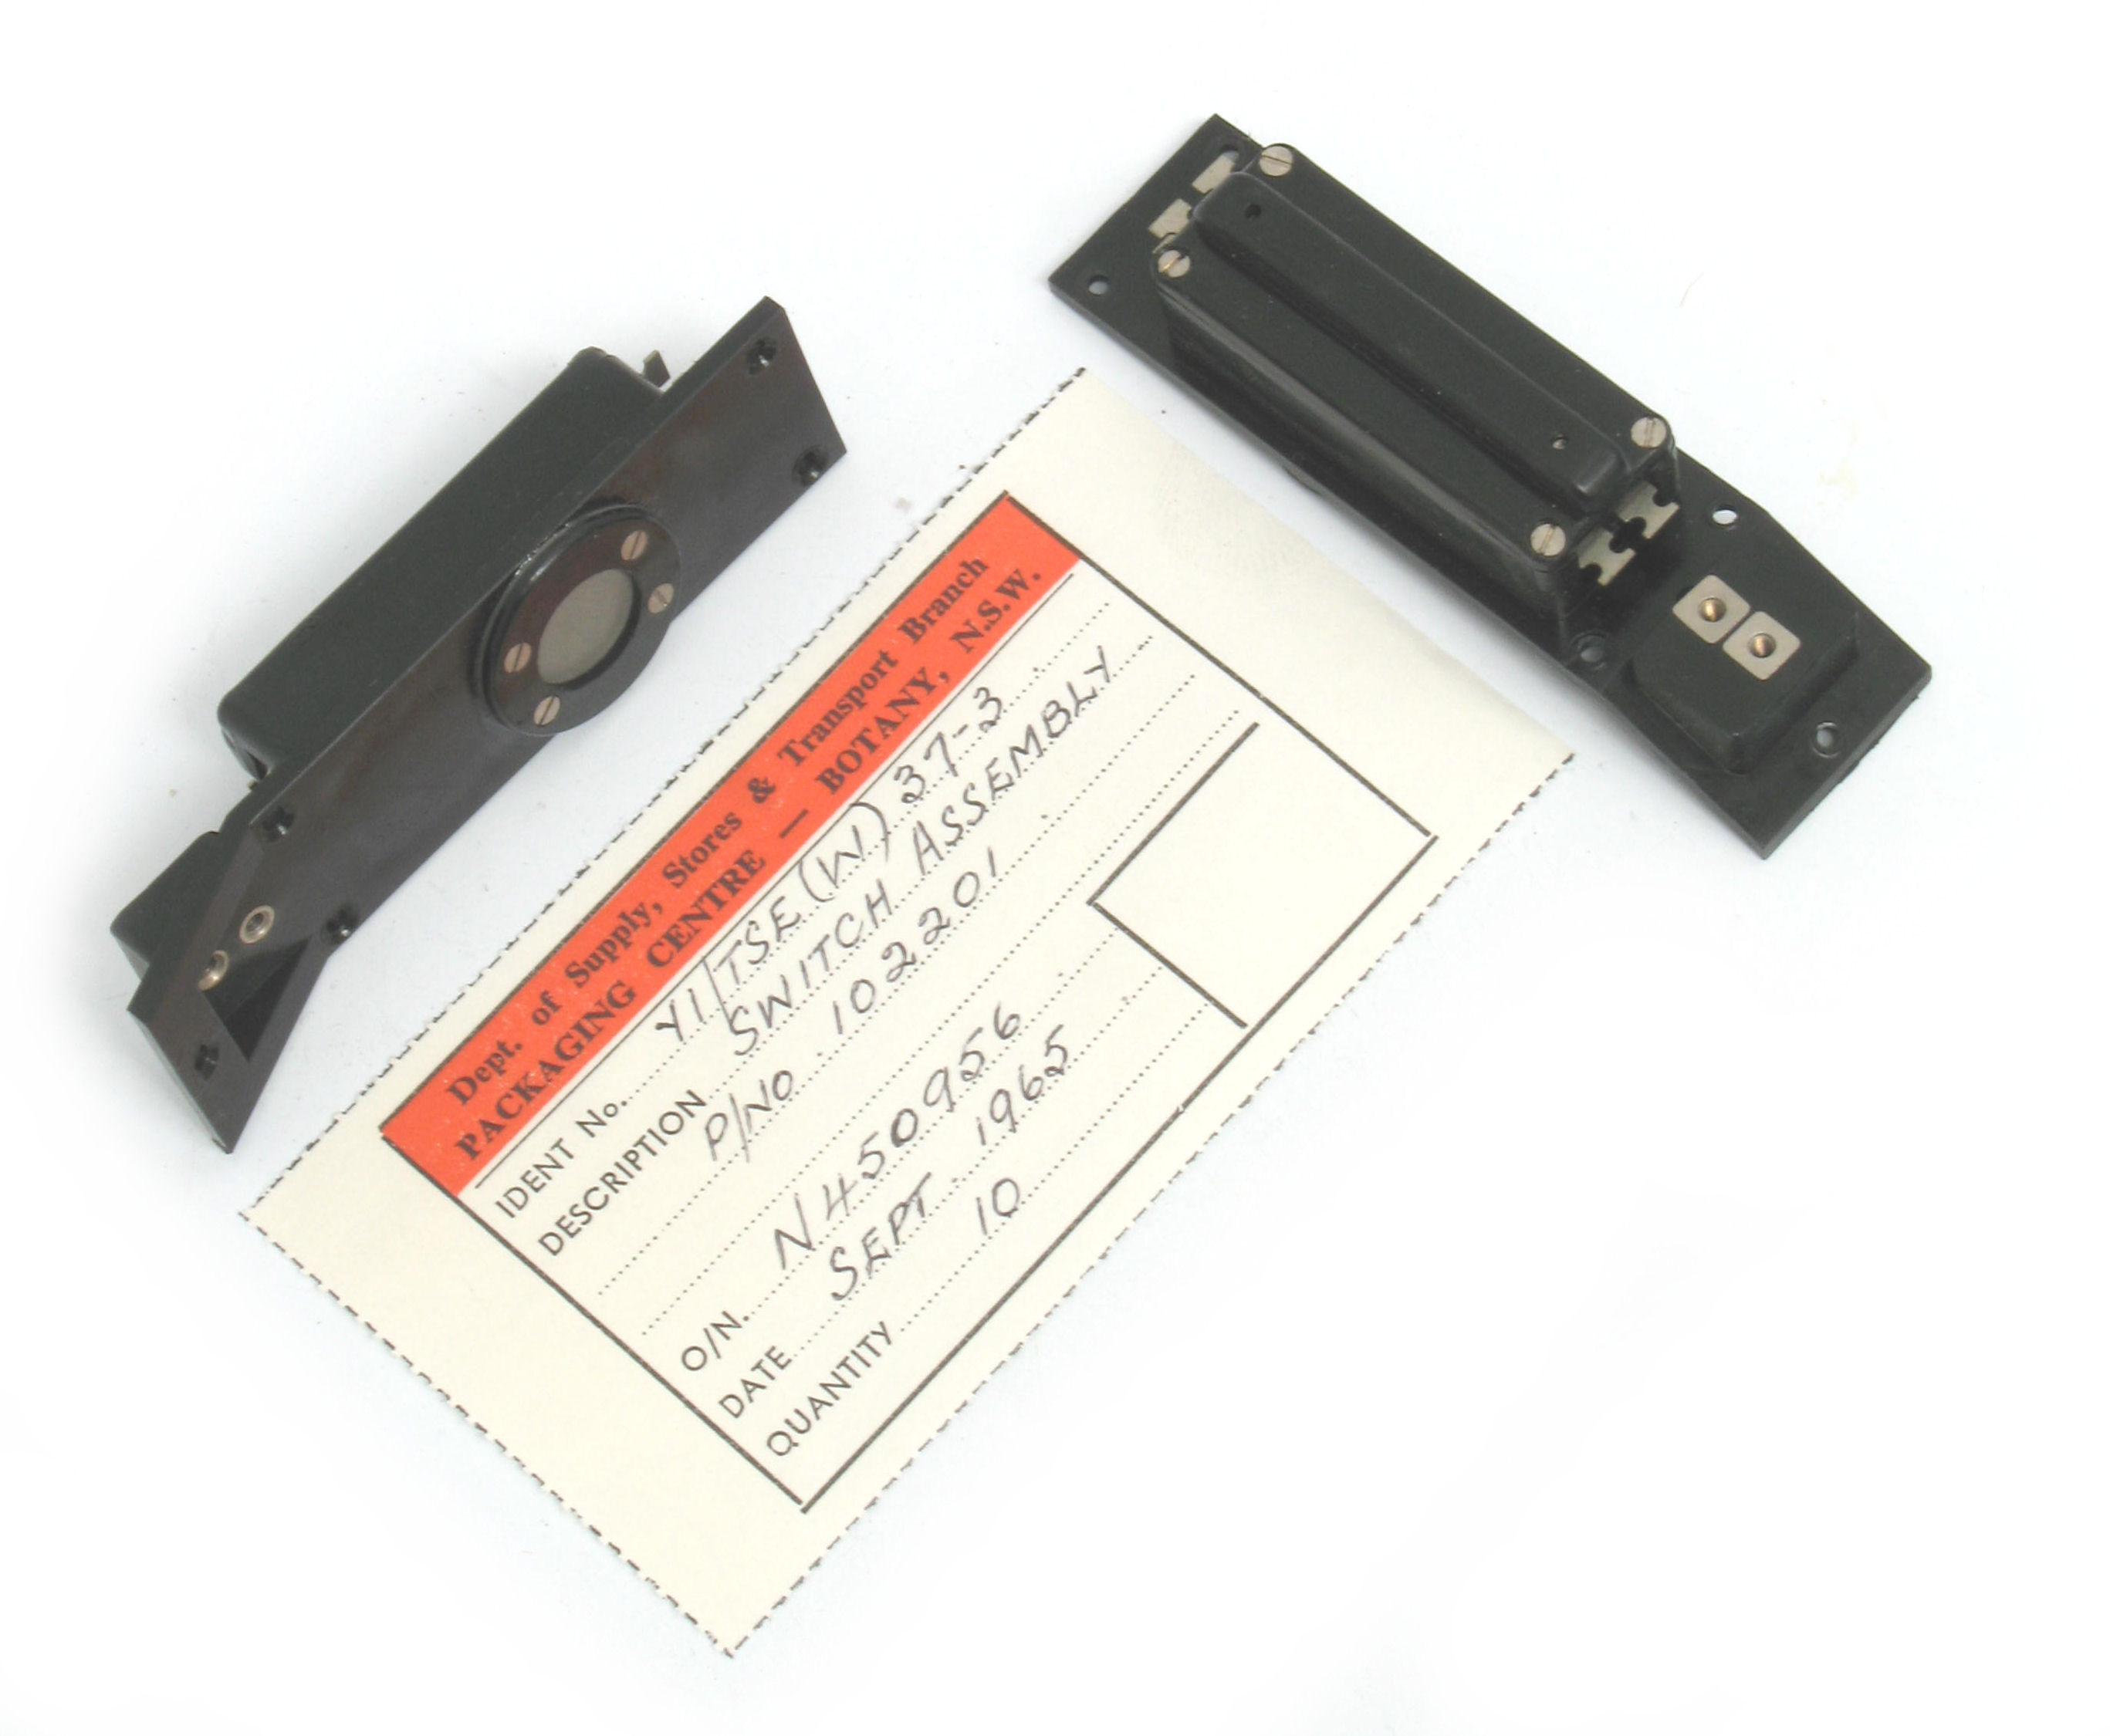 Dept. of Supply, Stores & Transport Branch
PACKAGING CENTRE — BOTANY, N.S.W.
IDENT No. Y1/TSE(W) 37-3
DESCRIPTION SWITCH ASSEMBLY
P/NO 102201
O/N. N450956
DATE SEPT 1965
QUANTITY 10